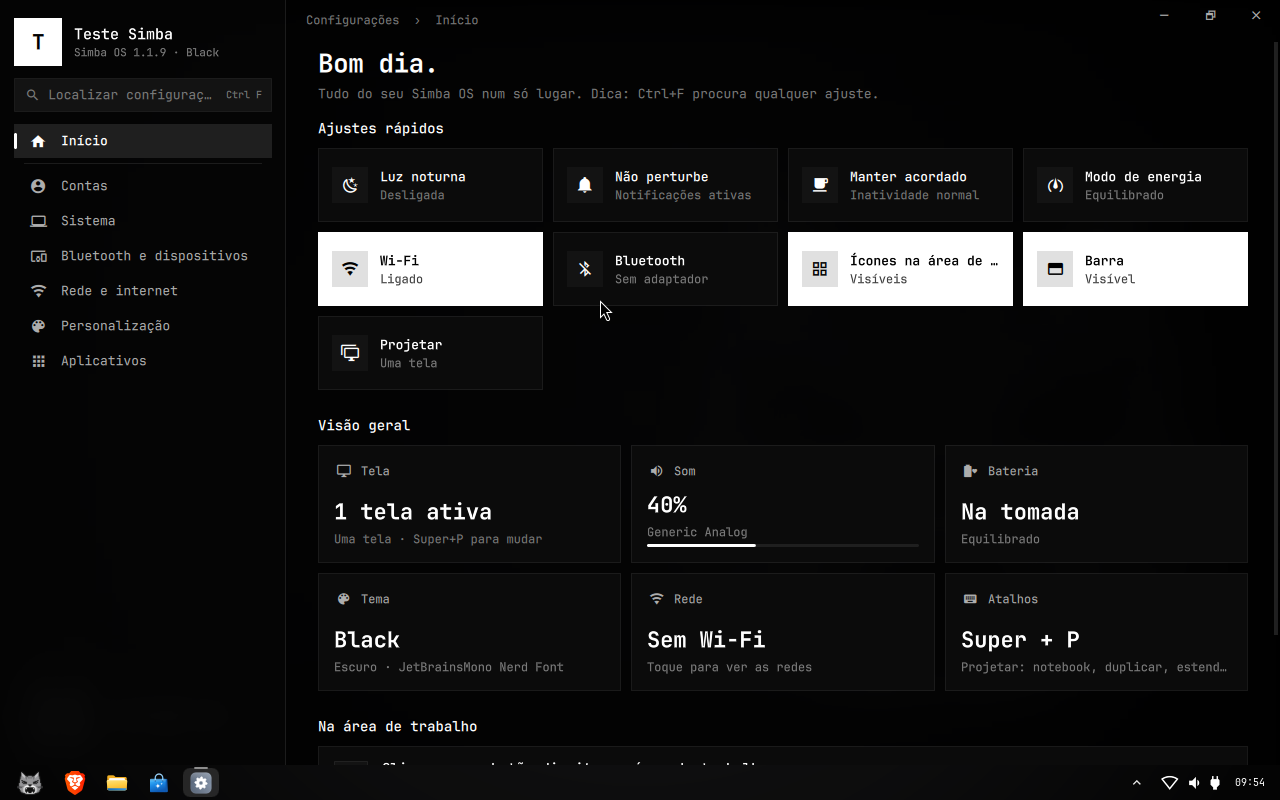 T
Teste Simba
Simba OS 1.1.9 · Black
Localizar configuraç… Ctrl F
Início
Contas
Sistema
Bluetooth e dispositivos
Rede e internet
Personalização
Aplicativos
Configurações › Início
Bom dia.
Tudo do seu Simba OS num só lugar. Dica: Ctrl+F procura qualquer ajuste.
Ajustes rápidos
Luz noturna
Desligada
Não perturbe
Notificações ativas
Manter acordado
Inatividade normal
Modo de energia
Equilibrado
Wi-Fi
Ligado
Bluetooth
Sem adaptador
Ícones na área de …
Visíveis
Barra
Visível
Projetar
Uma tela
Visão geral
Tela
1 tela ativa
Uma tela · Super+P para mudar
Som
40%
Generic Analog
Bateria
Na tomada
Equilibrado
Tema
Black
Escuro · JetBrainsMono Nerd Font
Rede
Sem Wi-Fi
Toque para ver as redes
Atalhos
Super + P
Projetar: notebook, duplicar, estend…
Na área de trabalho
09:54